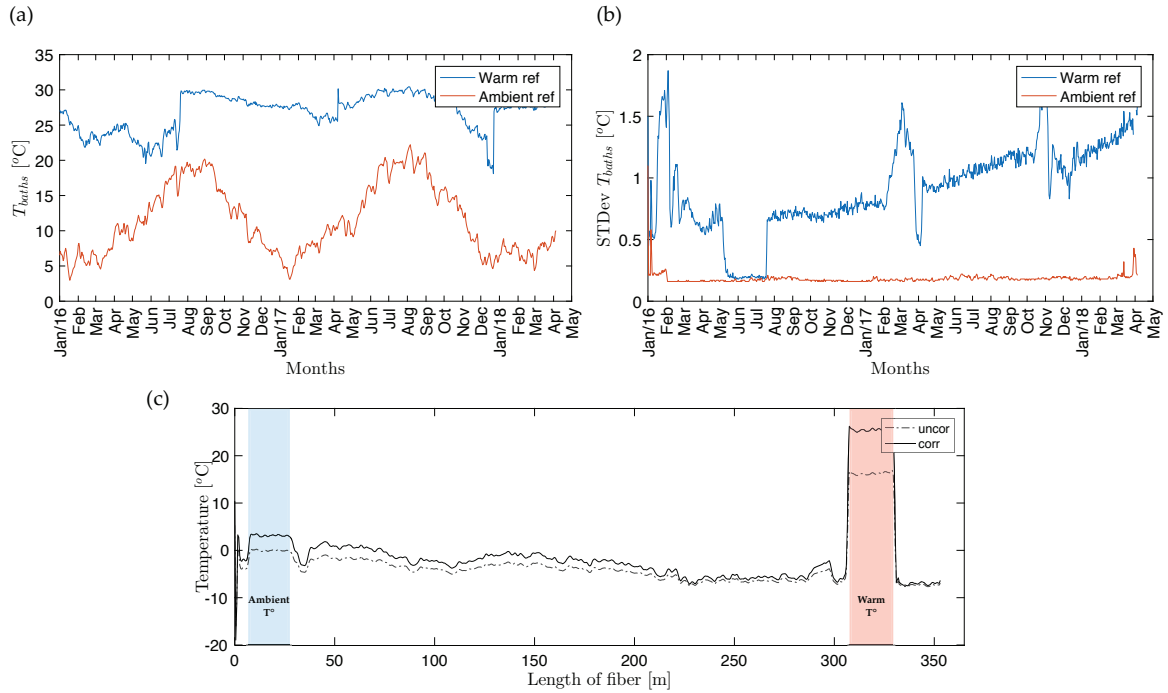 (a)
35
30
25
20
15
10
5
0
T_baths [°C]
Warm ref
Ambient ref
Jan/16
Feb
Mar
Apr
May
Jun
Jul
Aug
Sep
Oct
Nov
Dec
Jan/17
Feb
Mar
Apr
May
Jun
Jul
Aug
Sep
Oct
Nov
Dec
Jan/18
Feb
Mar
Apr
May
Months
(b)
2
1.5
1
0.5
0
STDev T_baths [°C]
Warm ref
Ambient ref
Jan/16
Feb
Mar
Apr
May
Jun
Jul
Aug
Sep
Oct
Nov
Dec
Jan/17
Feb
Mar
Apr
May
Jun
Jul
Aug
Sep
Oct
Nov
Dec
Jan/18
Feb
Mar
Apr
May
Months
(c)
30
20
10
0
-10
-20
Temperature [°C]
uncor
corr
Ambient
T°
Warm
T°
0 50 100 150 200 250 300 350
Length of fiber [m]